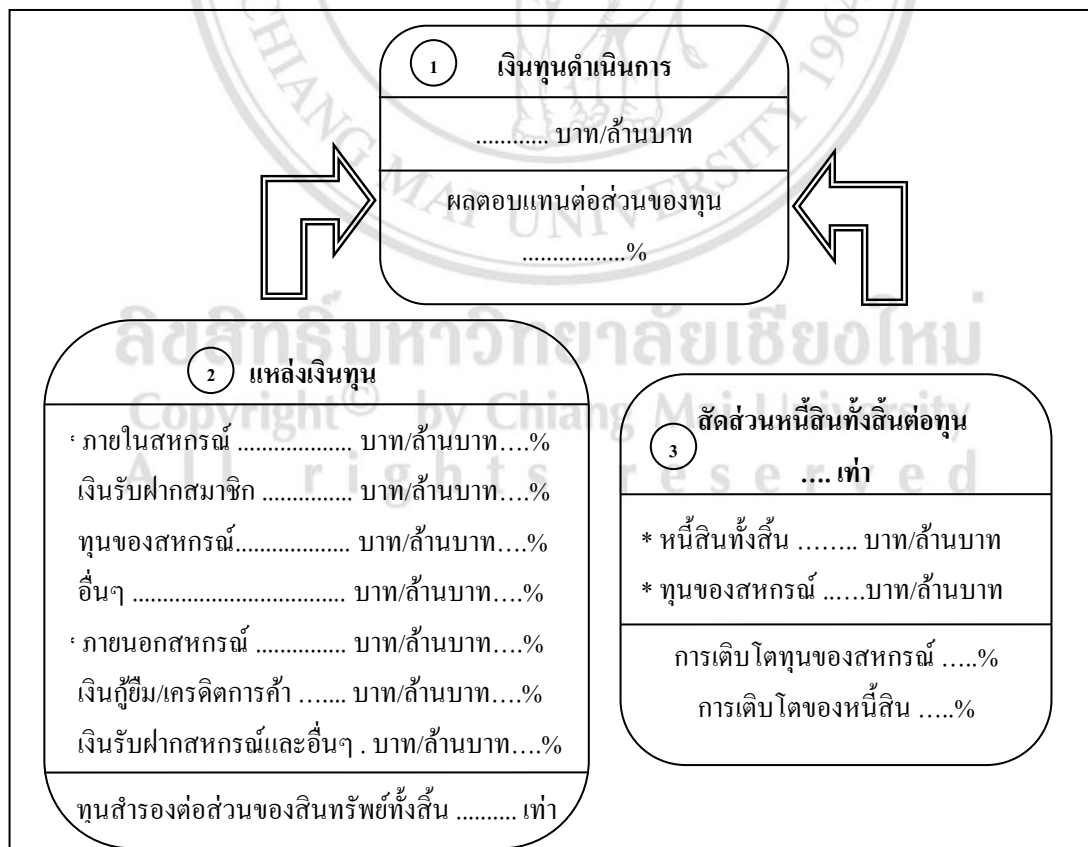 1 เงินทุนดำเนินการ
............ บาท/ล้านบาท
ผลตอบแทนต่อส่วนของทุน
.................%
CHIANG MAI UNIVERSITY 1964
ลิขสิทธิ์มหาวิทยาลัยเชียงใหม่
Copyright© by Chiang Mai University
All rights reserved
2 แหล่งเงินทุน
ภายในสหกรณ์ ................... บาท/ล้านบาท….%
เงินรับฝากสมาชิก ............... บาท/ล้านบาท….%
ทุนของสหกรณ์................... บาท/ล้านบาท….%
อื่นๆ .................................. บาท/ล้านบาท….%
ภายนอกสหกรณ์ ............... บาท/ล้านบาท….%
เงินกู้ยืม/เครดิตการค้า ….... บาท/ล้านบาท….%
เงินรับฝากสหกรณ์และอื่นๆ . บาท/ล้านบาท….%
ทุนสำรองต่อส่วนของสินทรัพย์ทั้งสิ้น .......... เท่า
3 สัดส่วนหนี้สินทั้งสิ้นต่อทุน
…. เท่า
* หนี้สินทั้งสิ้น …….. บาท/ล้านบาท
* ทุนของสหกรณ์ ..….บาท/ล้านบาท
การเติบโตทุนของสหกรณ์ …..%
การเติบโตของหนี้สิน …..%